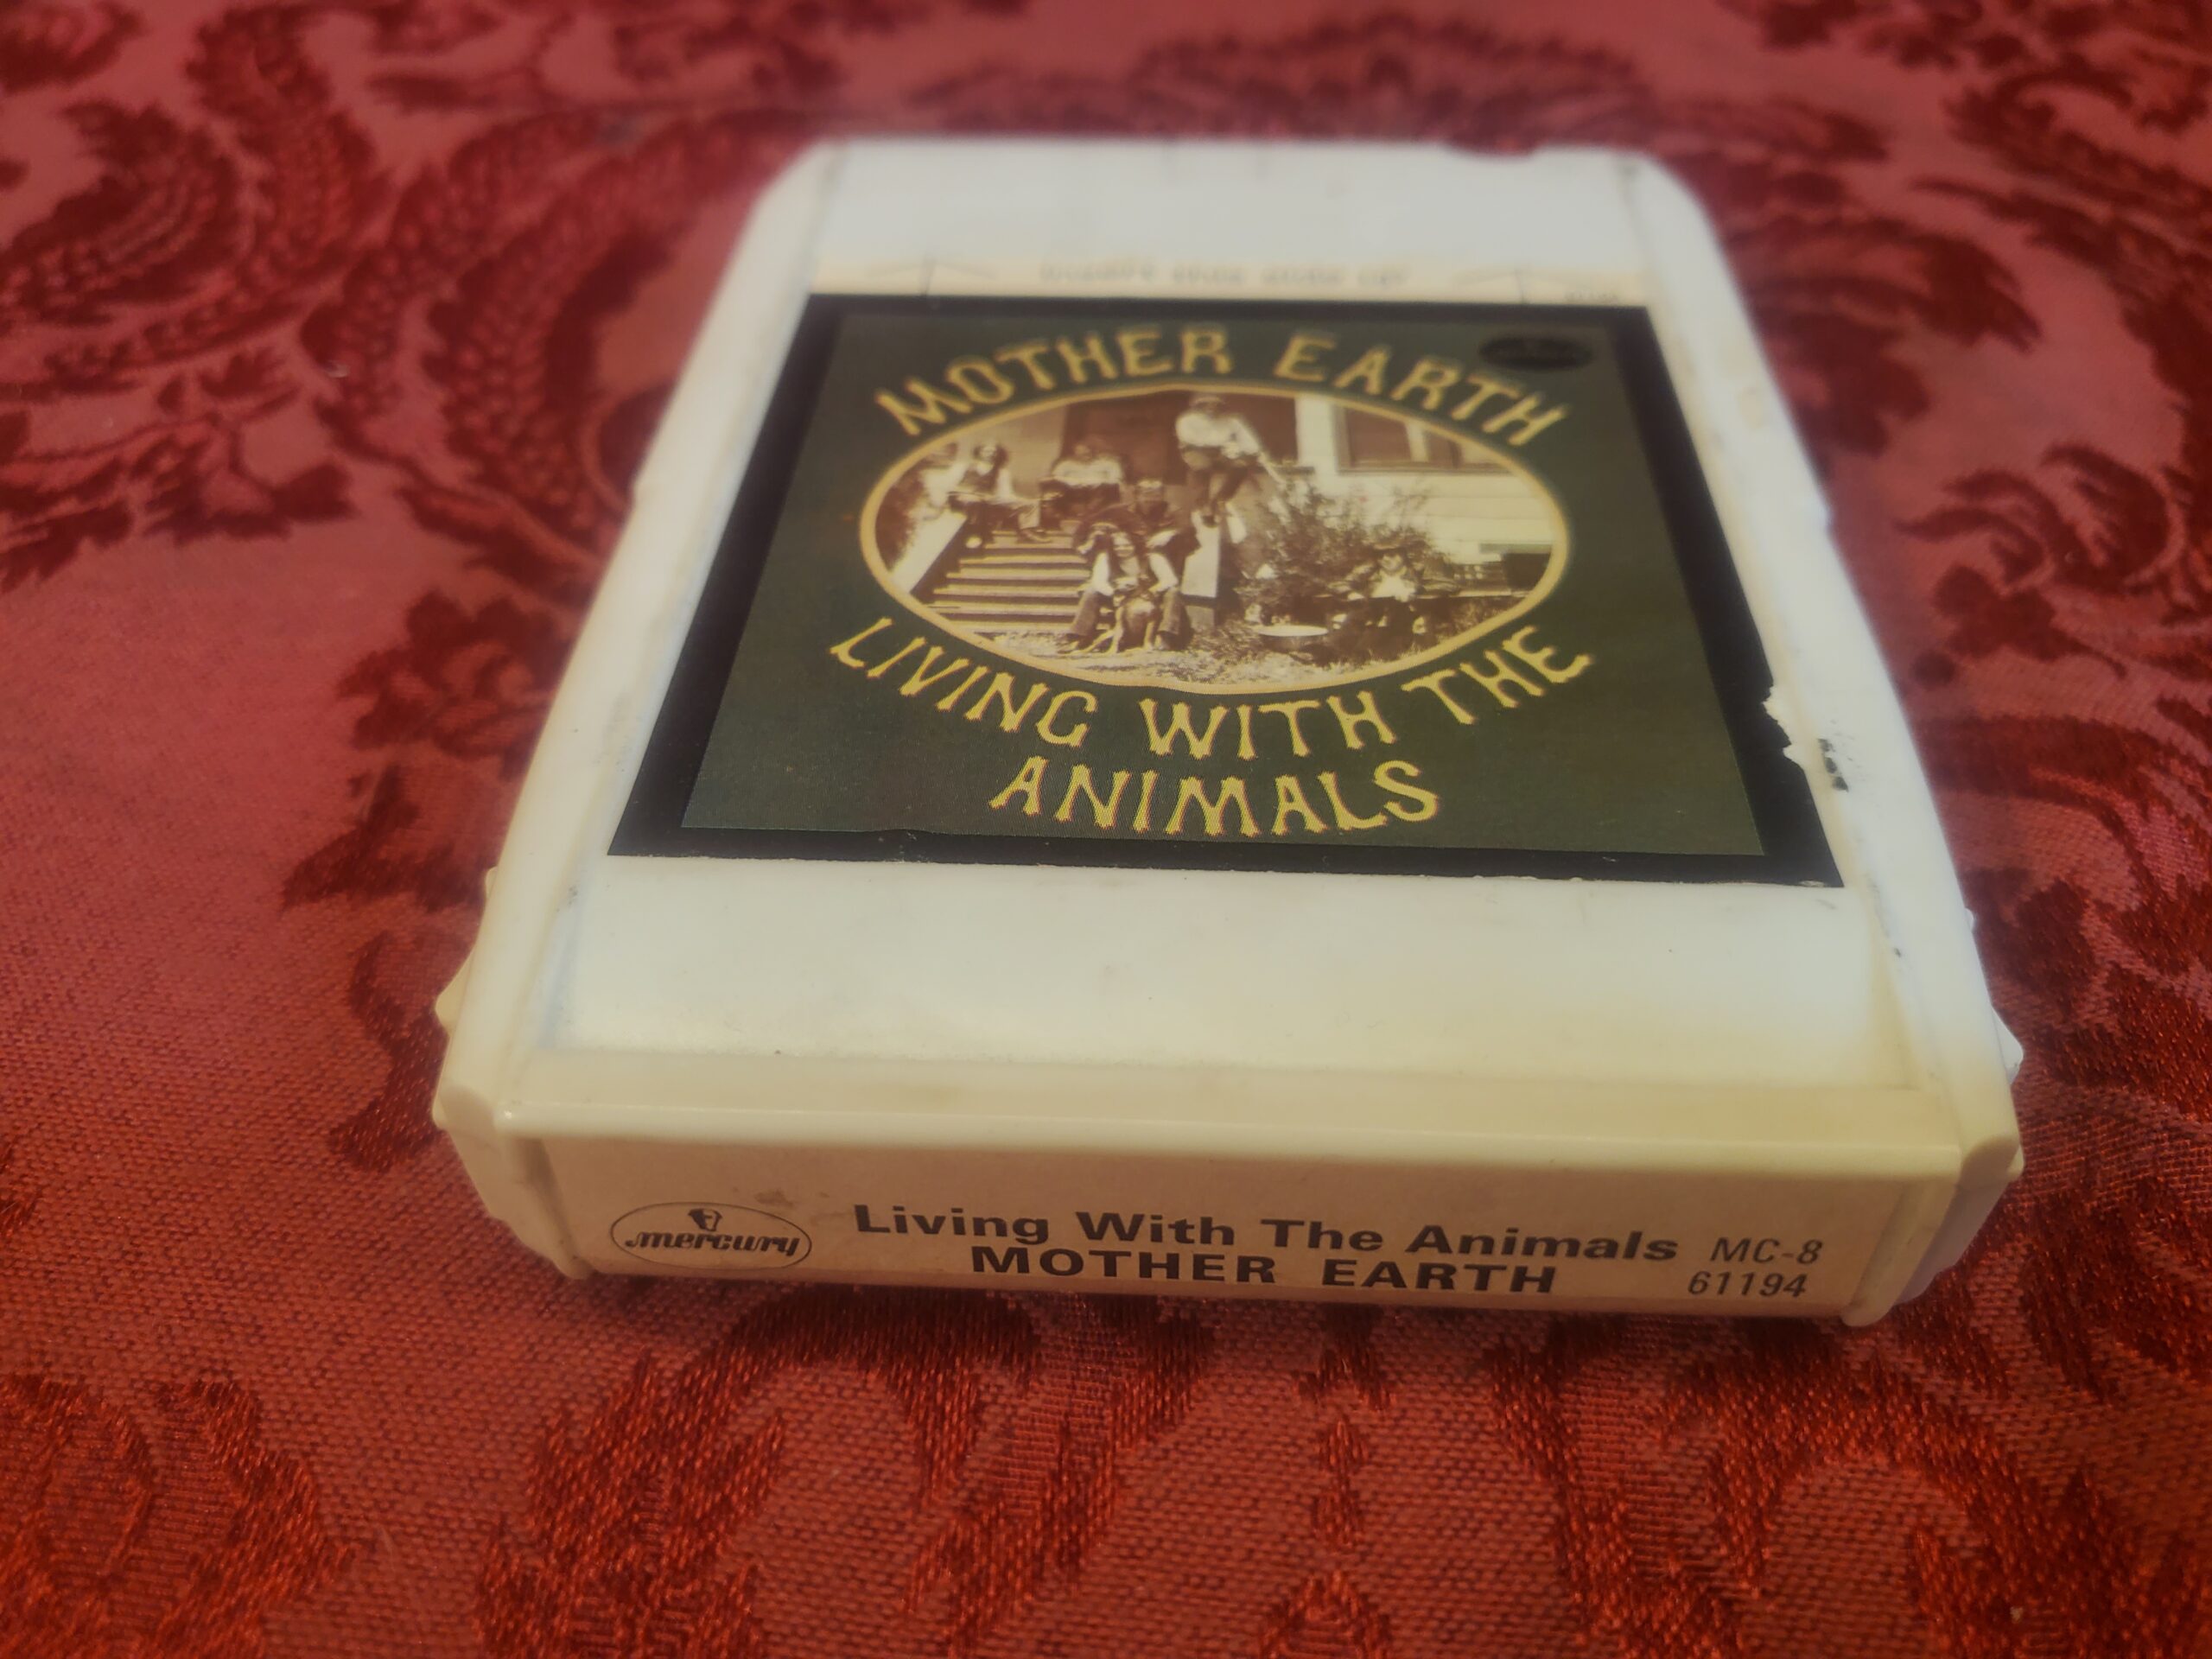 MOTHER EARTH
LIVING WITH THE
ANIMALS
mercury
Living With The Animals
MOTHER EARTH
MC-8
61194